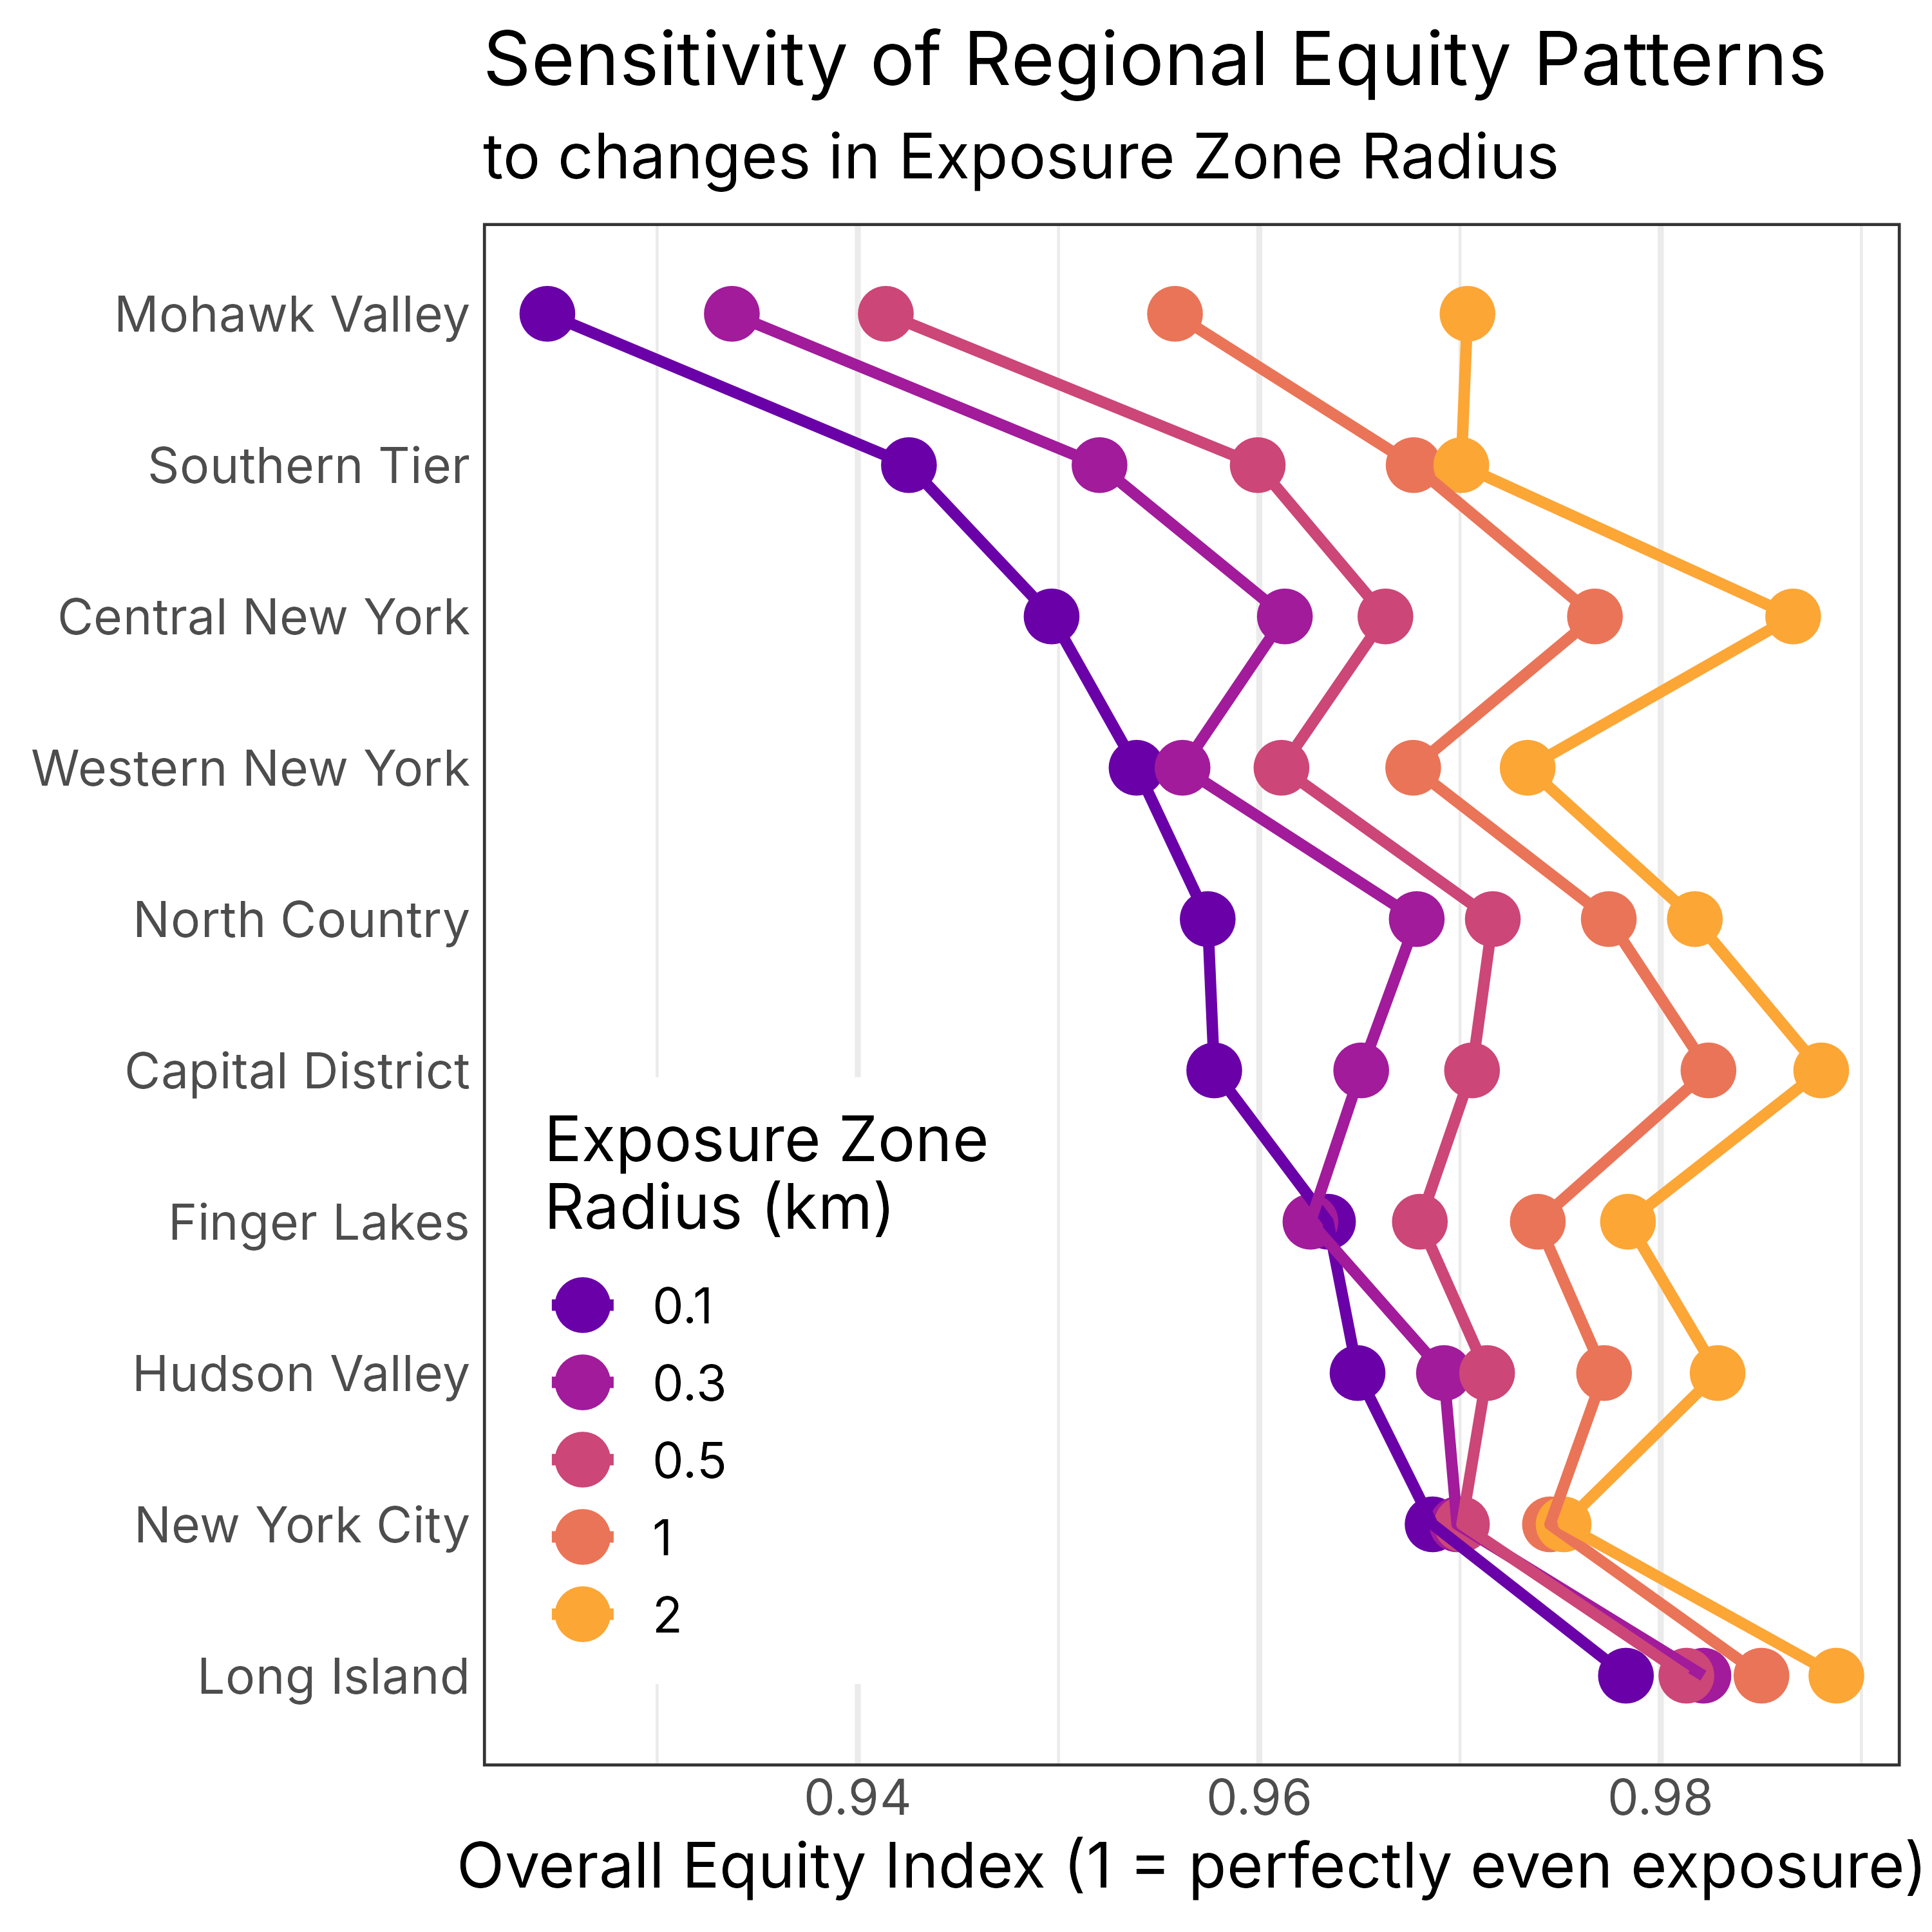 Sensitivity of Regional Equity Patterns
to changes in Exposure Zone Radius
Mohawk Valley
Southern Tier
Central New York
Western New York
North Country
Capital District
Finger Lakes
Hudson Valley
New York City
Long Island
Exposure Zone
Radius (km)
0.1
0.3
0.5
1
2
0.94
0.96
0.98
Overall Equity Index (1 = perfectly even exposure)